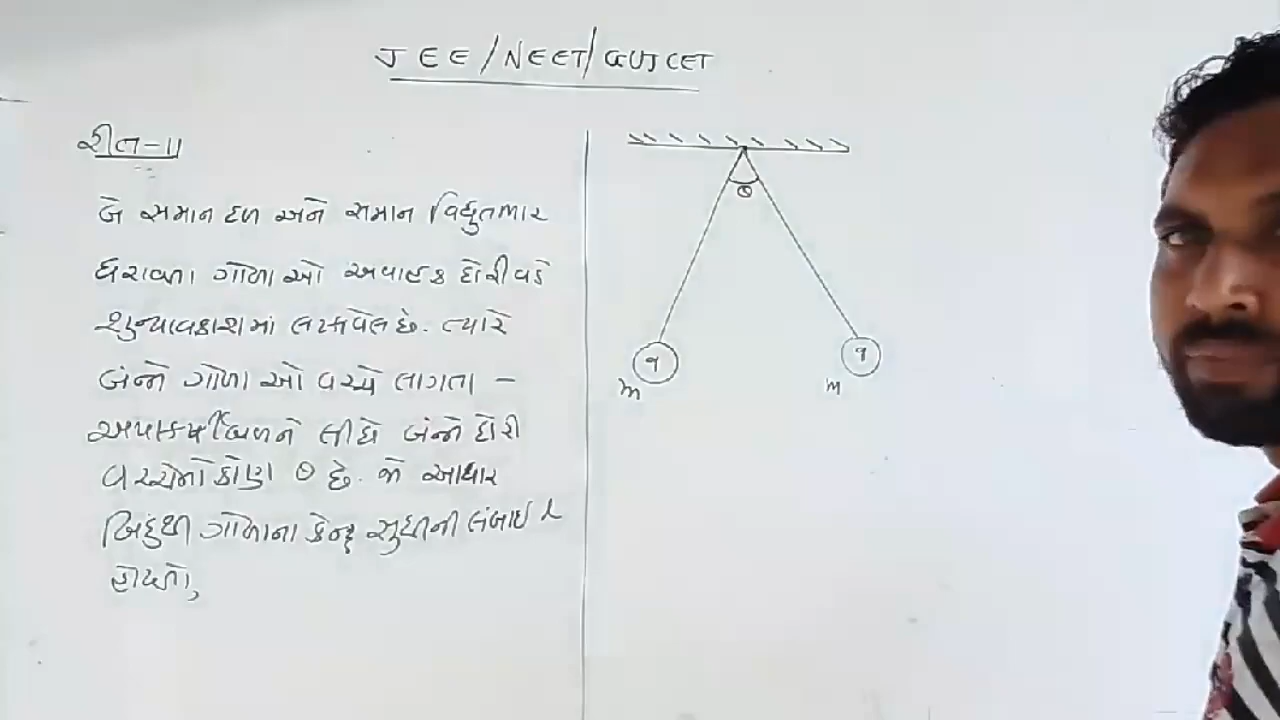 JEE/NEET/GUJCET
રીત-11
બે સમાન દળ અને સમાન વિદ્યુતભાર
ધરાવતા ગોળાઓ અવાહક દોરી વડે
શુન્યાવકાશમાં લટકાવેલ છે. ત્યારે
બંન્નો ગોળાઓ વચ્ચે લાગતા -
અપાકર્ષીબળને લીધે બંન્નો દોરી
વચ્ચેનો કોણ θ છે. જો આધાર
બિંદુથી ગોળાના કેન્દ્ર સુધીની લંબાઈ L
હોય તો,
θ
q
q
m
m